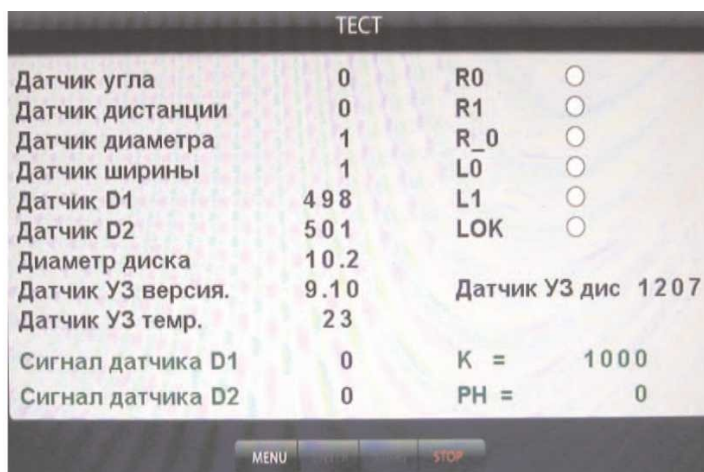 ТЕСТ
Датчик угла 0 R0
Датчик дистанции 0 R1
Датчик диаметра 1 R_0
Датчик ширины 1 L0
Датчик D1 498 L1
Датчик D2 501 LOK
Диаметр диска 10.2
Датчик УЗ версия. 9.10 Датчик УЗ дис 1207
Датчик УЗ темр. 23
Сигнал датчика D1 0 K = 1000
Сигнал датчика D2 0 PH = 0
MENU STOP